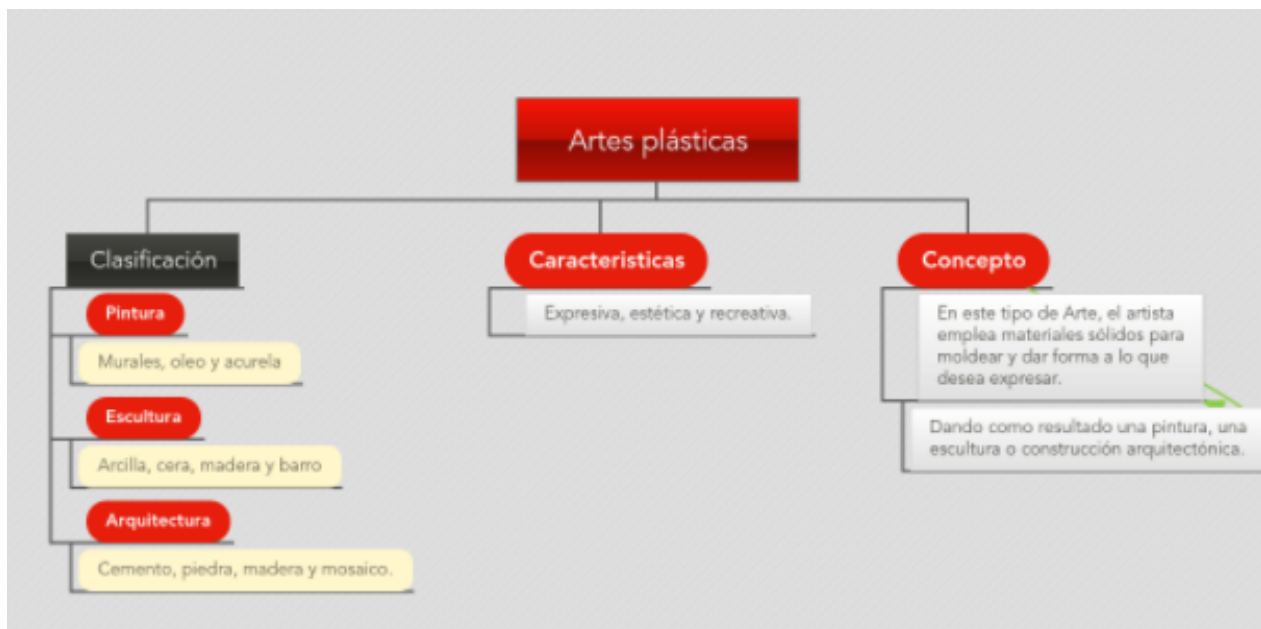 Artes plásticas
Clasificación
Pintura
Murales, oleo y acurela
Escultura
Arcilla, cera, madera y barro
Arquitectura
Cemento, piedra, madera y mosaico.
Caracteristicas
Expresiva, estética y recreativa.
Concepto
En este tipo de Arte, el artista
emplea materiales sólidos para
moldear y dar forma a lo que
desea expresar.
Dando como resultado una pintura, una
escultura o construcción arquitectónica.